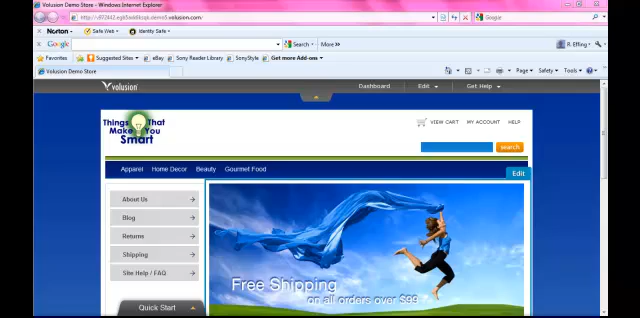 Volusion Demo Store - Windows Internet Explorer
Norton Safe Web Identity Safe
Google Search More»
R. Effing
Favorites Suggested Sites eBay Sony Reader Library SonyStyle Get more Add-ons
Volusion Demo Store
Page Safety Tools
volusion Dashboard Edit Get Help
Things That
Make You
Smart
VIEW CART MY ACCOUNT HELP
search
Apparel Home Decor Beauty Gourmet Food
Edit
About Us
Blog
Returns
Shipping
Site Help / FAQ
Free Shipping
on all orders over $99
Quick Start